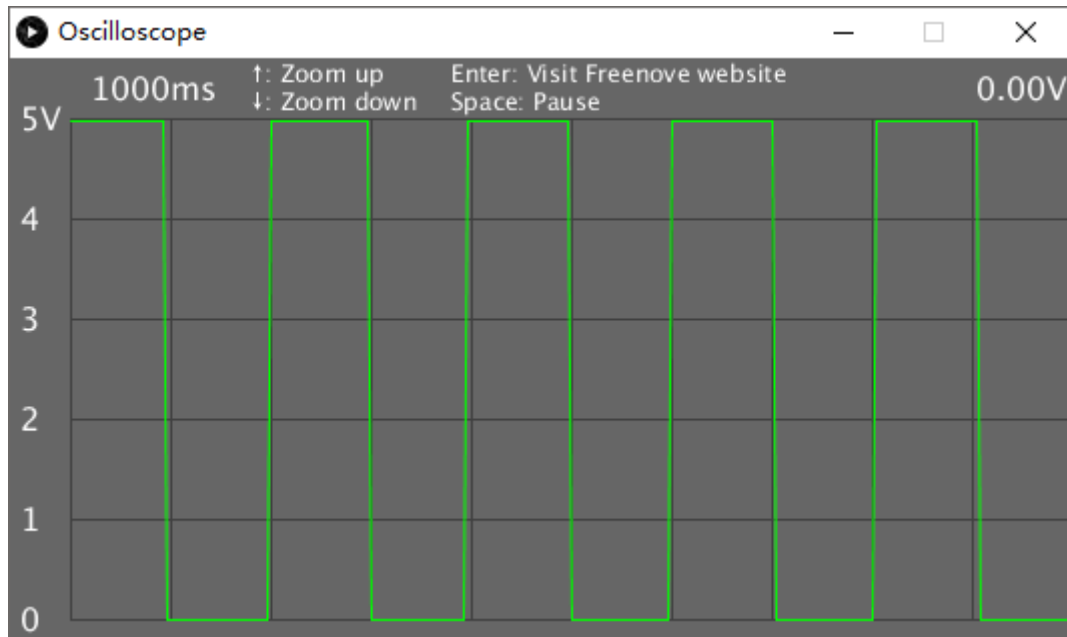 Oscilloscope
1000ms
↑: Zoom up
↓: Zoom down
Enter: Visit Freenove website
Space: Pause
0.00V
5V
4
3
2
1
0